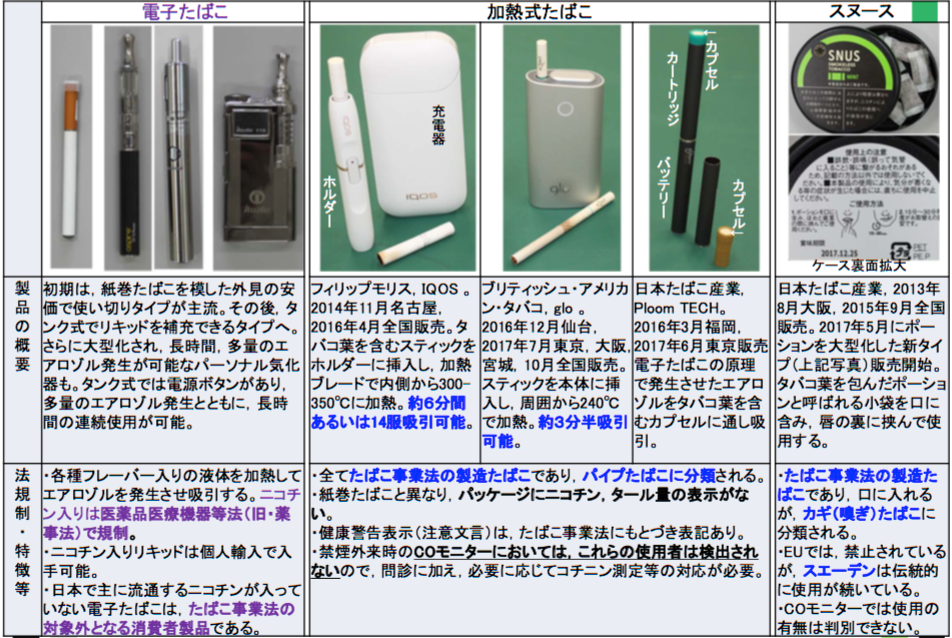 電子たばこ
加熱式たばこ
スヌース
充電器
ホルダー
IQOS
iqos
glo
←カプセル
カートリッジ
バッテリー
カプセル↓
SNUS
SMOKELESS
TOBACCO
MINT
使用上の注意
ご使用方法
2017.12.25
PET
PE,P
ケース裏面拡大
製品の概要
初期は，紙巻たばこを模した外見の安
価で使い切りタイプが主流。その後，タ
ンク式でリキッドを補充できるタイプへ。
さらに大型化され，長時間，多量のエ
アロゾル発生が可能なパーソナル気化
器も。タンク式では電源ボタンがあり，
多量のエアロゾル発生とともに，長時
間の連続使用が可能。
フィリップモリス，IQOS 。
2014年11月名古屋，
2016年4月全国販売。タ
バコ葉を含むスティックを
ホルダーに挿入し，加熱
ブレードで内側から300-
350℃に加熱。約6分間
あるいは14服吸引可能。
ブリティッシュ・アメリカ
ン・タバコ，glo 。
2016年12月仙台，
2017年7月東京，大阪，
宮城，10月全国販売。
スティックを本体に挿
入し，周囲から240℃
で加熱。約3分半吸引
可能。
日本たばこ産業，
Ploom TECH。
2016年3月福岡，
2017年6月東京販売
電子たばこの原理
で発生させたエアロ
ゾルをタバコ葉を含
むカプセルに通し吸
引。
日本たばこ産業，2013年
8月大阪，2015年9月全国
販売。2017年5月にポー
ションを大型化した新タイ
プ（上記写真）販売開始。
タバコ葉を包んだポーショ
ンと呼ばれる小袋を口に
含み，唇の裏に挟んで使
用する。
法規制・特徴等
・各種フレーバー入りの液体を加熱して
エアロゾルを発生させ吸引する。ニコチ
ン入りは医薬品医療機器等法（旧・薬
事法）で規制。
・ニコチン入りリキッドは個人輸入で入
手可能。
・日本で主に流通するニコチンが入って
いない電子たばこは，たばこ事業法の
対象外となる消費者製品である。
・全てたばこ事業法の製造たばこであり，パイプたばこに分類される。
・紙巻たばこと異なり，パッケージにニコチン，タール量の表示がな
い。
・健康警告表示（注意文言）は，たばこ事業法にもとづき表記あり。
・禁煙外来時のCOモニターにおいては，これらの使用者は検出され
ないので，問診に加え，必要に応じてコチニン測定等の対応が必要。
・たばこ事業法の製造た
ばこであり，口に入れる
が，カギ（嗅ぎ）たばこに
分類される。
・EUでは，禁止されている
が，スエーデンは伝統的
に使用が続いている。
・COモニターでは使用の
有無は判別できない。